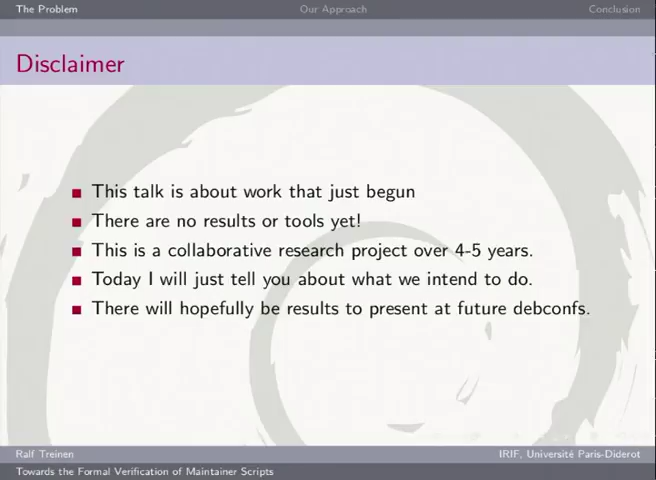 The Problem Our Approach Conclusion
Disclaimer
This talk is about work that just begun
There are no results or tools yet!
This is a collaborative research project over 4-5 years.
Today I will just tell you about what we intend to do.
There will hopefully be results to present at future debconfs.
Ralf Treinen IRIF, Université Paris-Diderot
Towards the Formal Verification of Maintainer Scripts